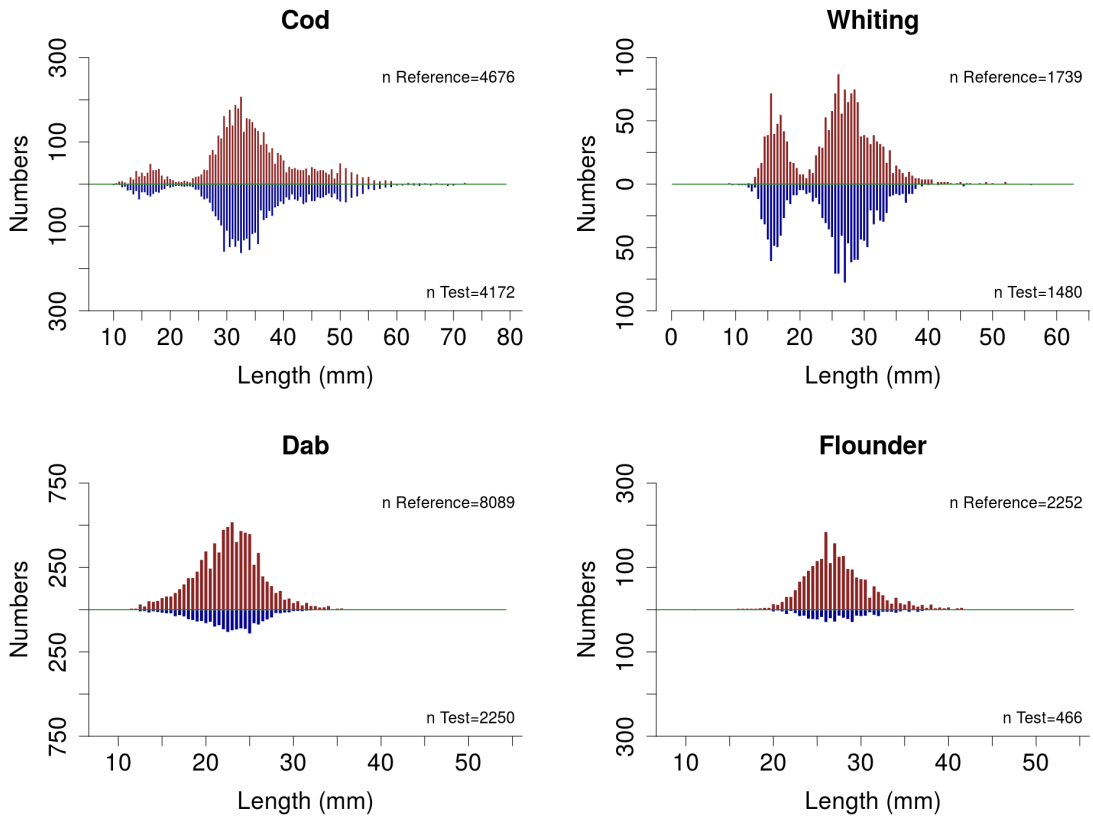 Cod
Numbers
300
100
100
300
n Reference=4676
n Test=4172
10 20 30 40 50 60 70 80
Length (mm)
Whiting
Numbers
100
50
0
50
100
n Reference=1739
n Test=1480
0 10 20 30 40 50 60
Length (mm)
Dab
Numbers
750
250
250
750
n Reference=8089
n Test=2250
10 20 30 40 50
Length (mm)
Flounder
Numbers
300
100
100
300
n Reference=2252
n Test=466
10 20 30 40 50
Length (mm)